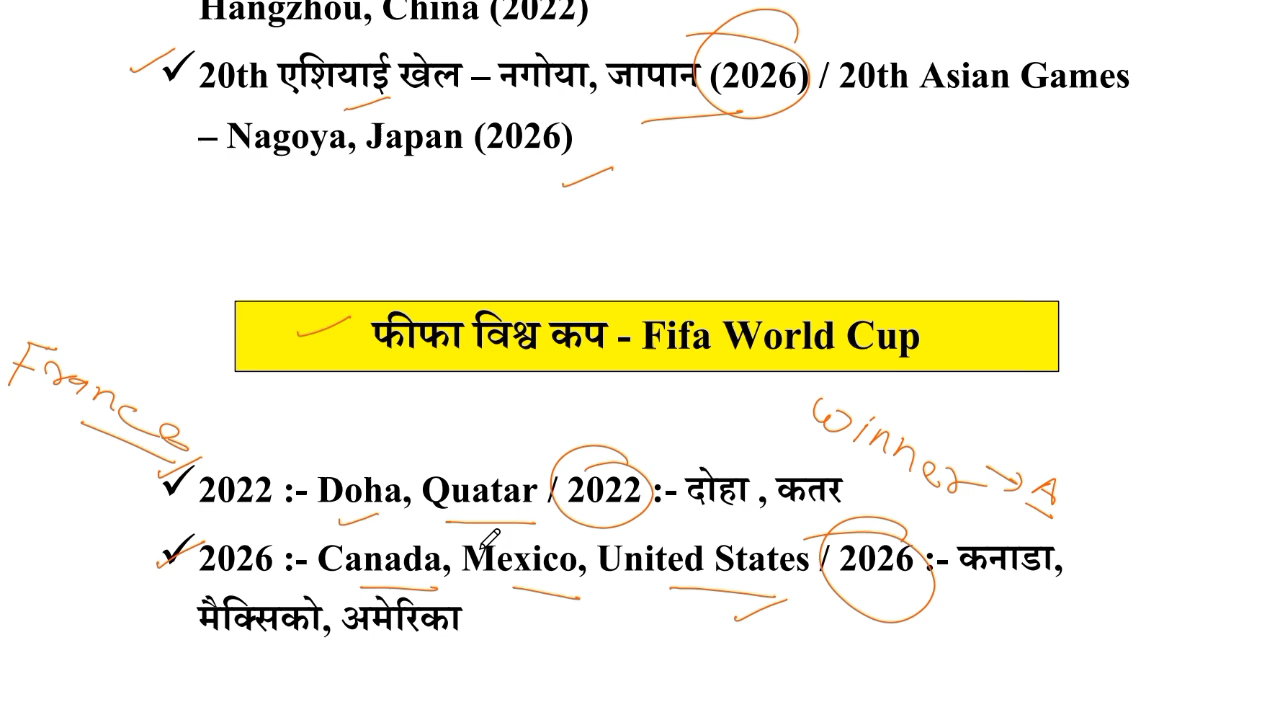 Hangzhou, China (2022)
20th एशियाई खेल – नगोया, जापान (2026) / 20th Asian Games
– Nagoya, Japan (2026)
फीफा विश्व कप - Fifa World Cup
France
Winner → A
2022 :- Doha, Quatar / 2022 :- दोहा , कतर
2026 :- Canada, Mexico, United States / 2026 :- कनाडा,
मैक्सिको, अमेरिका